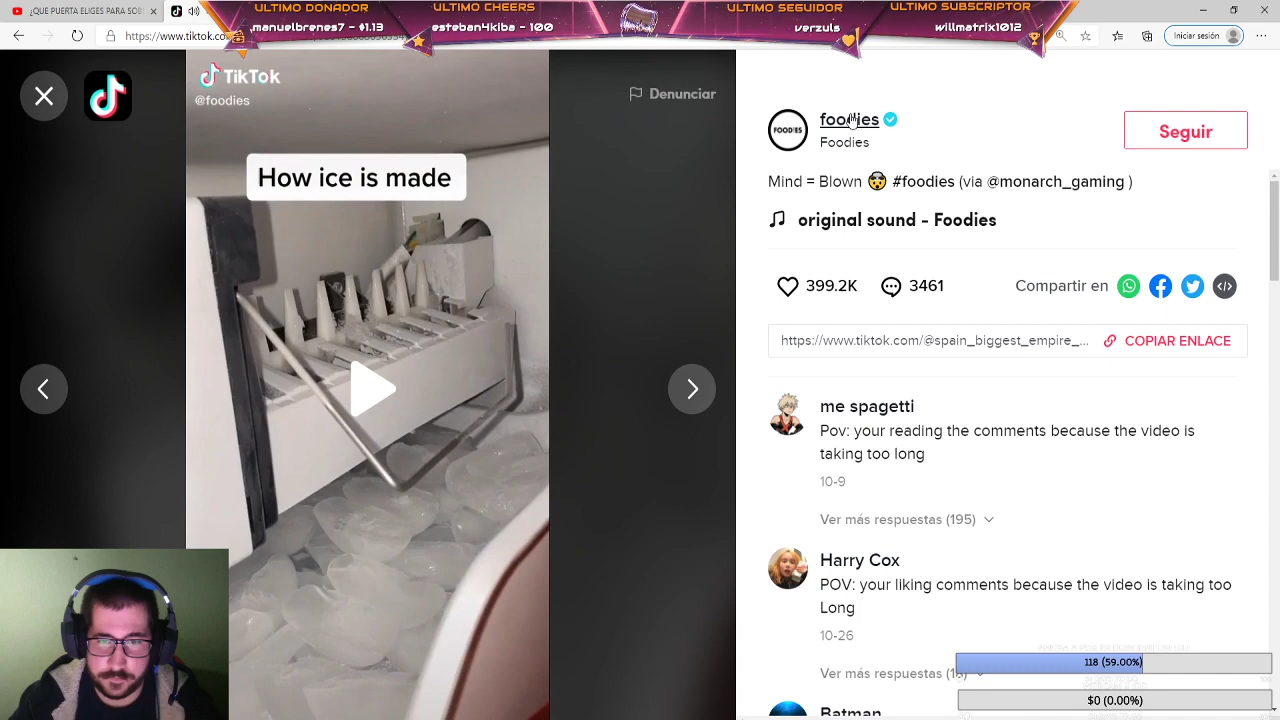 ULTIMO DONADOR
manuelbrenes7 - $1.13
ULTIMO CHEERS
esteban4kiba - 100
ULTIMO SEGUIDOR
verzuls
ULTIMO SUBSCRIPTOR
willmatrix1012
¿QUE PUERTA ELIGES PARA SO
https://www.tiktok.co
Iniciar sesión
TikTok
@foodies
Denunciar
How ice is made
FOODIES
foodies
Foodies
Seguir
Mind = Blown 🤯 #foodies (via @monarch_gaming )
original sound - Foodies
399.2K
3461
Compartir en
https://www.tiktok.com/@spain_biggest_empire_...
COPIAR ENLACE
me spagetti
Pov: your reading the comments because the video is
taking too long
10-9
Ver más respuestas (195)
Harry Cox
POV: your liking comments because the video is taking too
Long
10-26
Ver más respuestas
118 (59.00%)
Batman
$0 (0.00%)